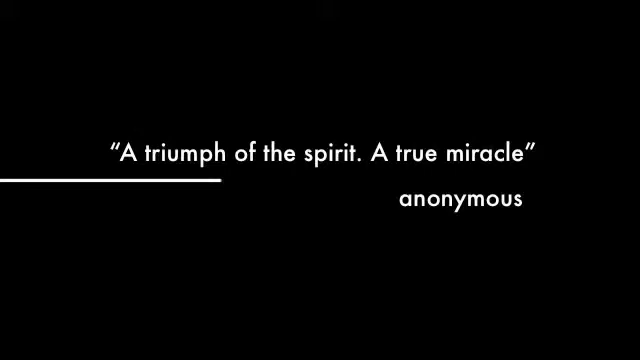 “A triumph of the spirit. A true miracle”
anonymous